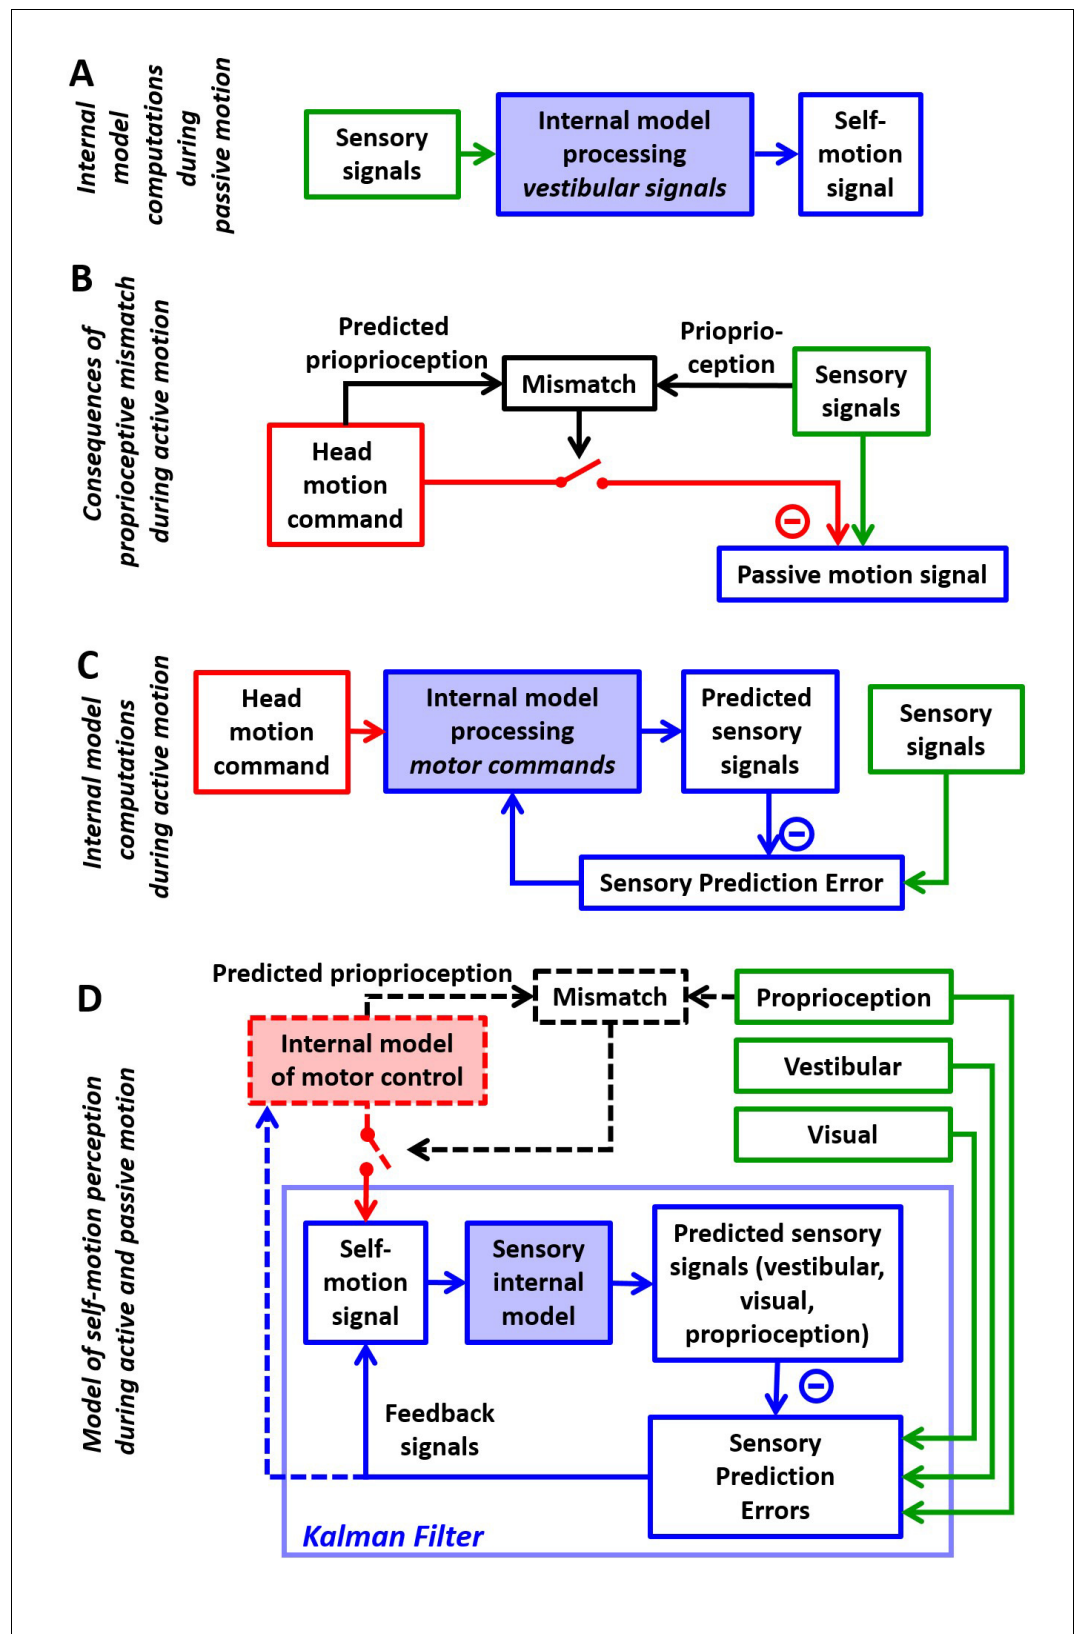 A
Internal
model
computations
during
passive motion
Sensory
signals
Internal model
processing
vestibular signals
Self-
motion
signal
B
Consequences of
proprioceptive mismatch
during active motion
Predicted
prioprioception
Mismatch
Prioprio-
ception
Sensory
signals
Head
motion
command
Passive motion signal
C
Internal model
computations
during active motion
Head
motion
command
Internal model
processing
motor commands
Predicted
sensory
signals
Sensory
signals
Sensory Prediction Error
D
Model of self-motion perception
during active and passive motion
Predicted prioprioception
Mismatch
Proprioception
Internal model
of motor control
Vestibular
Visual
Self-
motion
signal
Sensory
internal
model
Predicted sensory
signals (vestibular,
visual,
proprioception)
Feedback
signals
Sensory
Prediction
Errors
Kalman Filter